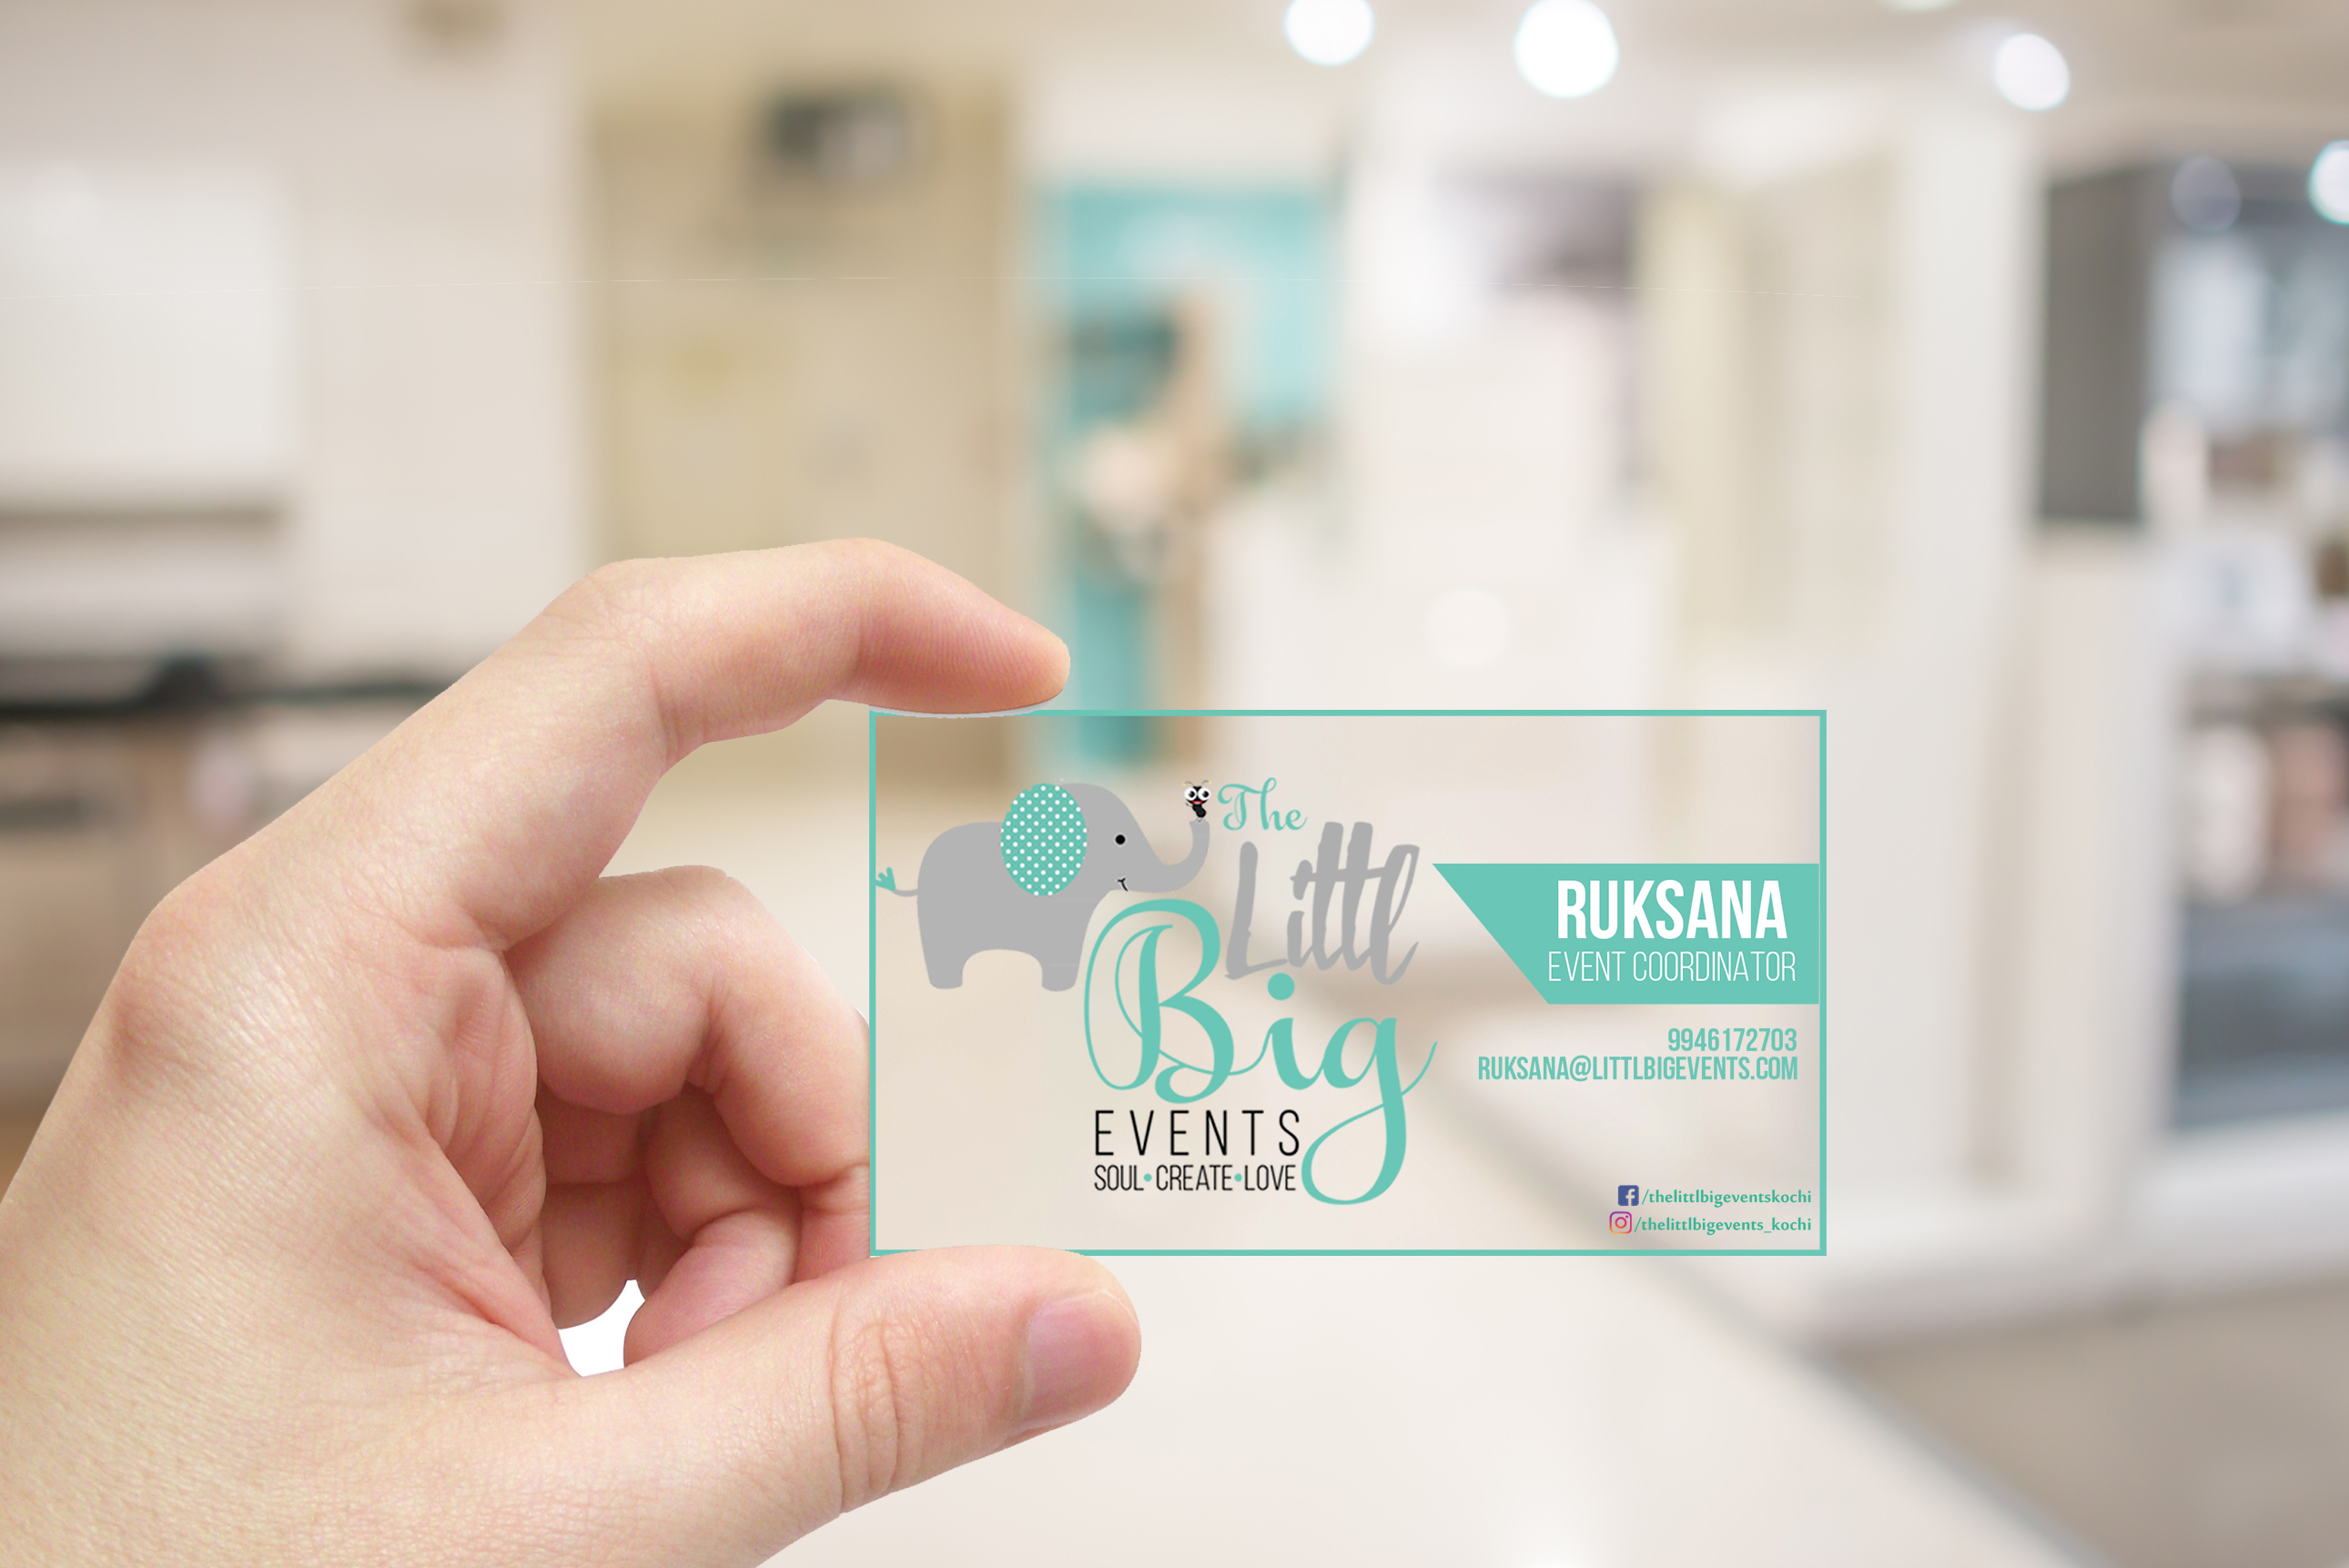 The
Littl
Big
EVENTS
SOUL•CREATE•LOVE
RUKSANA
EVENT COORDINATOR
9946172703
RUKSANA@LITTLBIGEVENTS.COM
/thelittlbigeventskochi
/thelittlbigevents_kochi